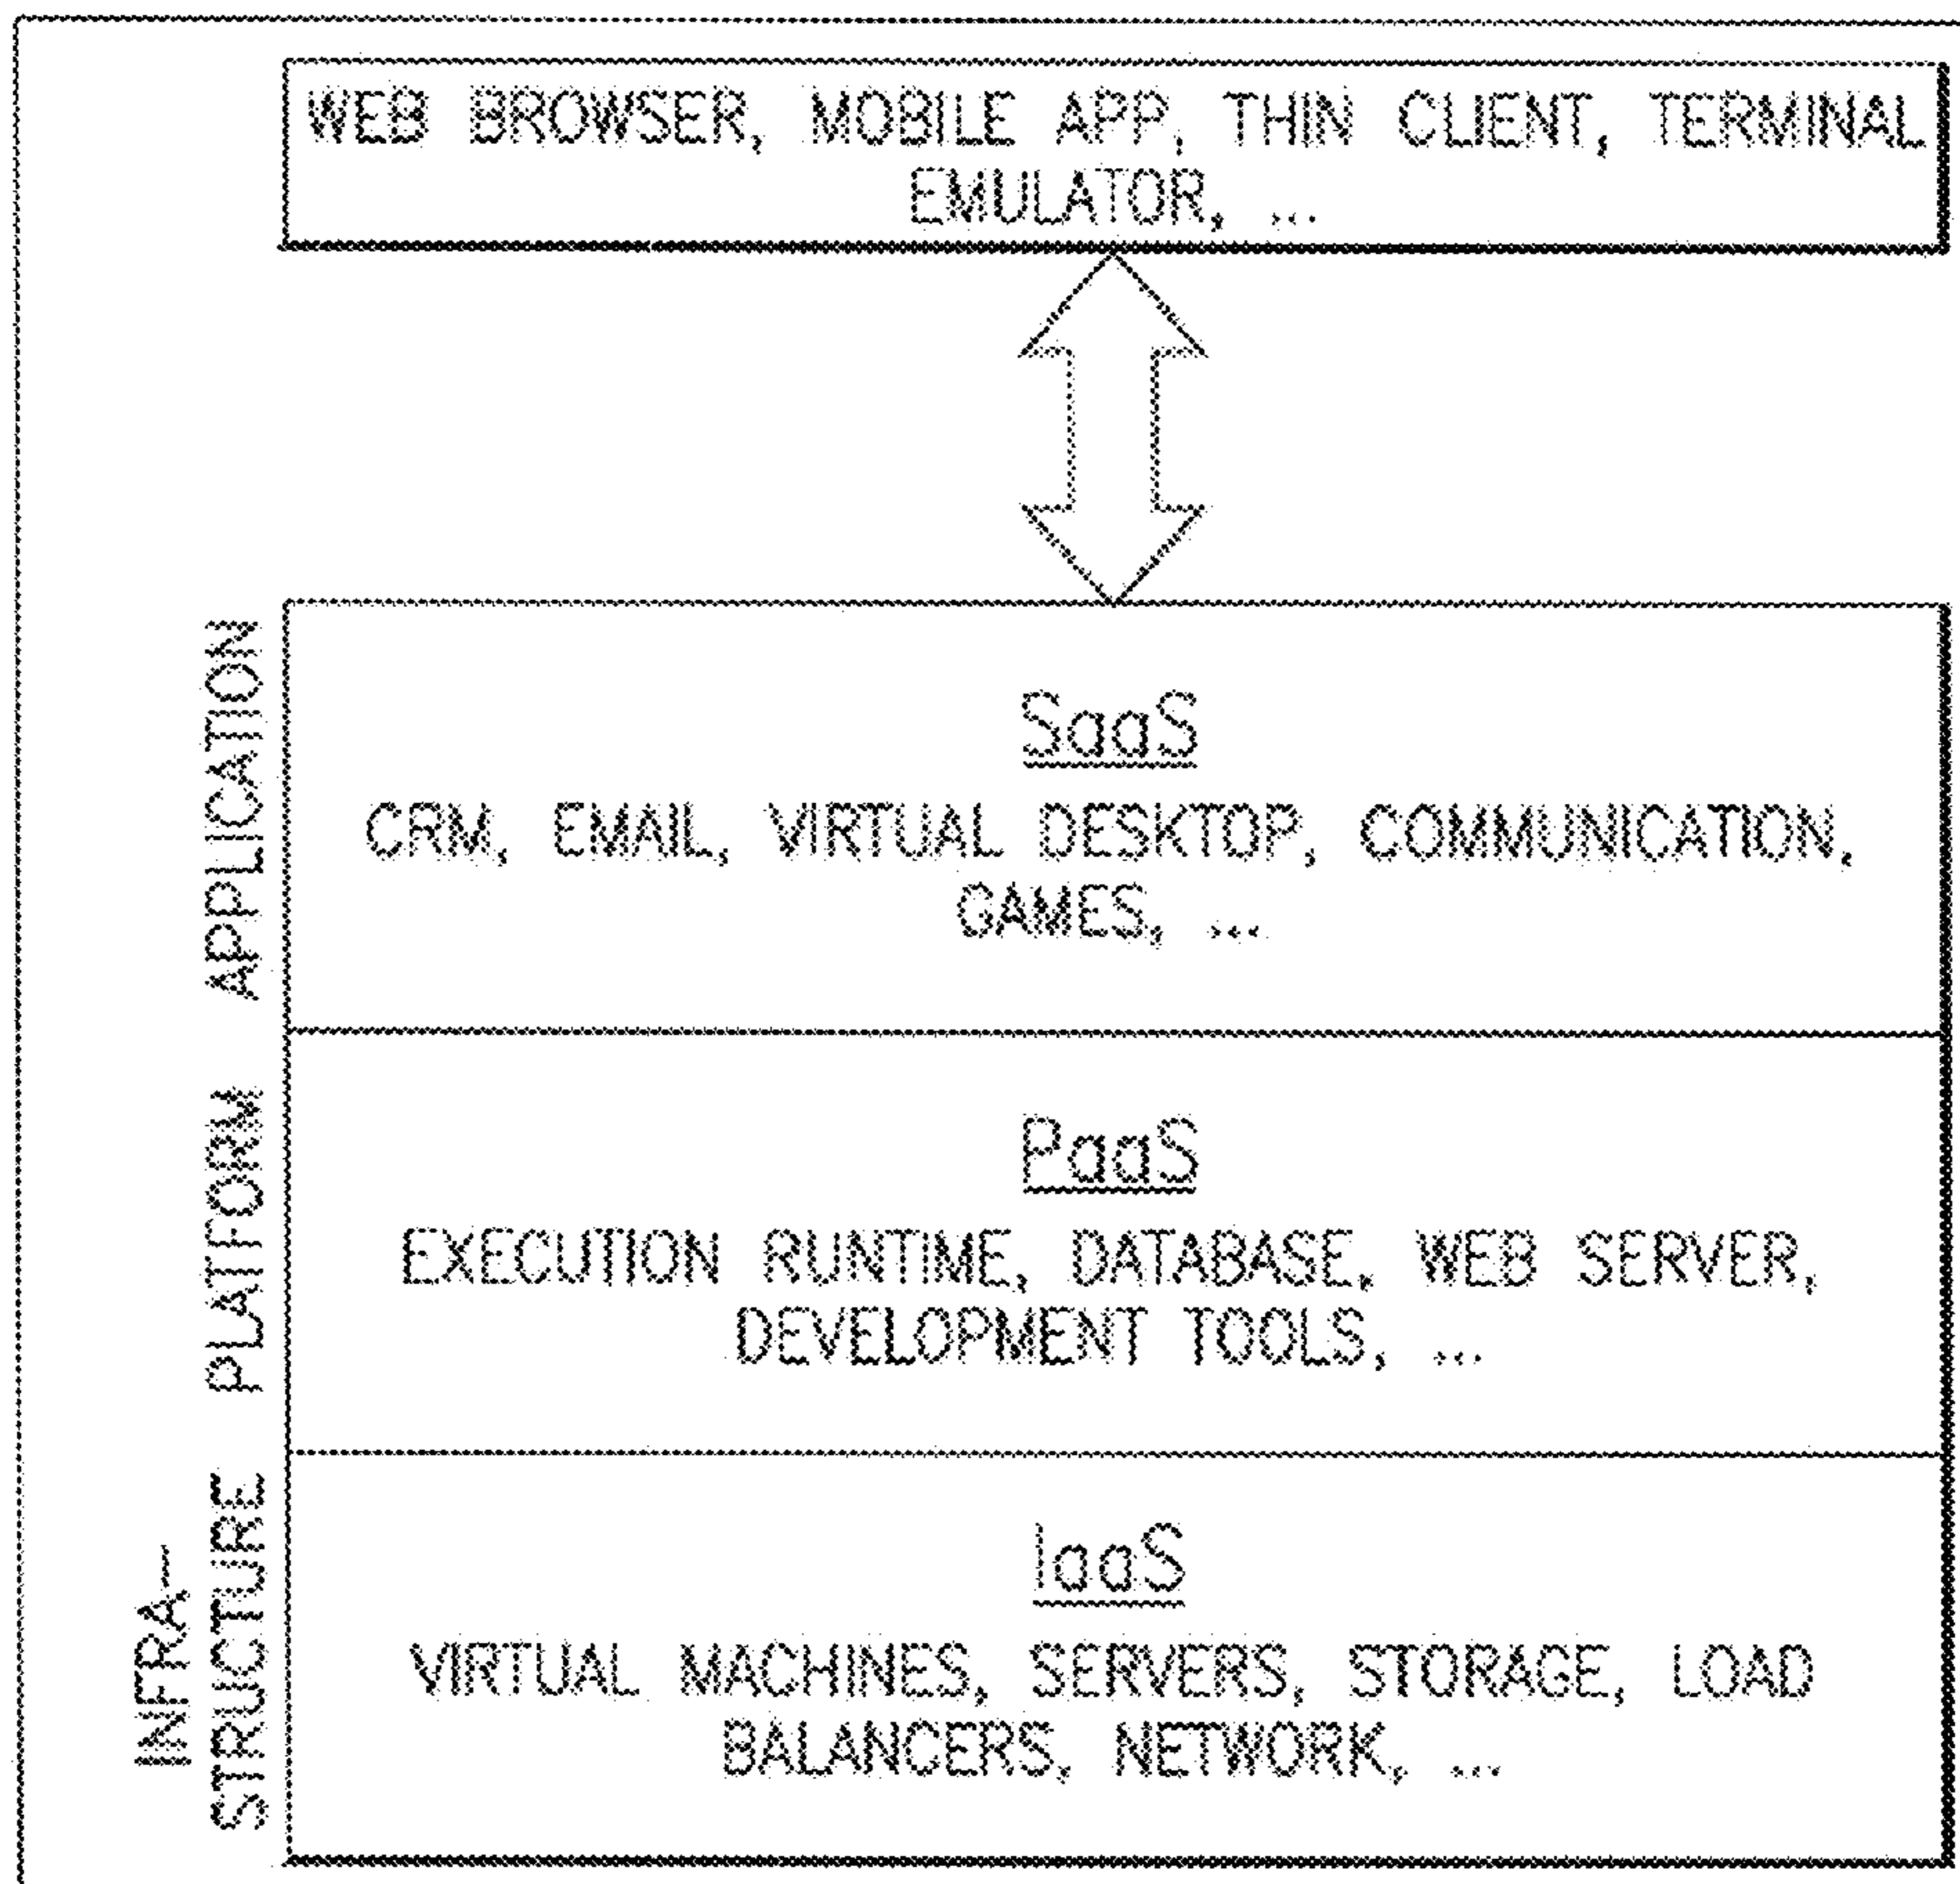 WEB BROWSER, MOBILE APP, THIN CLIENT, TERMINAL
EMULATOR, ...
APPLICATION
SaaS
CRM, EMAIL, VIRTUAL DESKTOP, COMMUNICATION,
GAMES, ...
PLATFORM
PaaS
EXECUTION RUNTIME, DATABASE, WEB SERVER,
DEVELOPMENT TOOLS, ...
INFRA-
STRUCTURE
IaaS
VIRTUAL MACHINES, SERVERS, STORAGE, LOAD
BALANCERS, NETWORK, ...